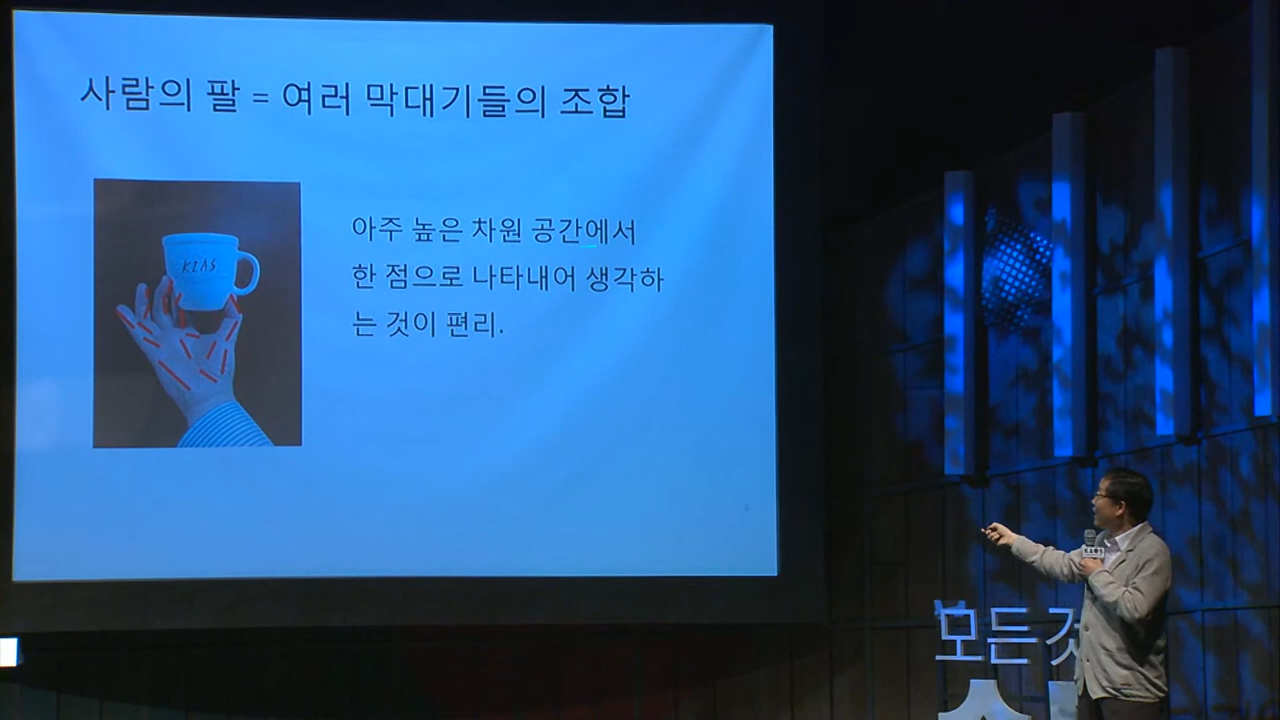 사람의 팔 = 여러 막대기들의 조합
아주 높은 차원 공간에서
한 점으로 나타내어 생각하
는 것이 편리.
KIAS
KAOS
모든 것